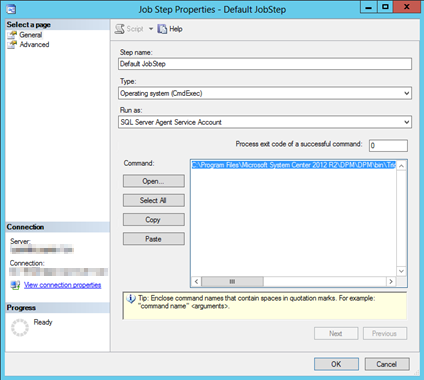 Job Step Properties - Default JobStep
Select a page
General
Advanced
Script
Help
Step name:
Default JobStep
Type:
Operating system (CmdExec)
Run as:
SQL Server Agent Service Account
Process exit code of a successful command:
0
Command:
C:\Program Files\Microsoft System Center 2012 R2\DPM\DPM\bin\Tri
Open...
Select All
Copy
Paste
Connection
Server:
Connection:
View connection properties
Progress
Ready
Tip: Enclose command names that contain spaces in quotation marks. For example:
"command name" <arguments>.
Next
Previous
OK
Cancel